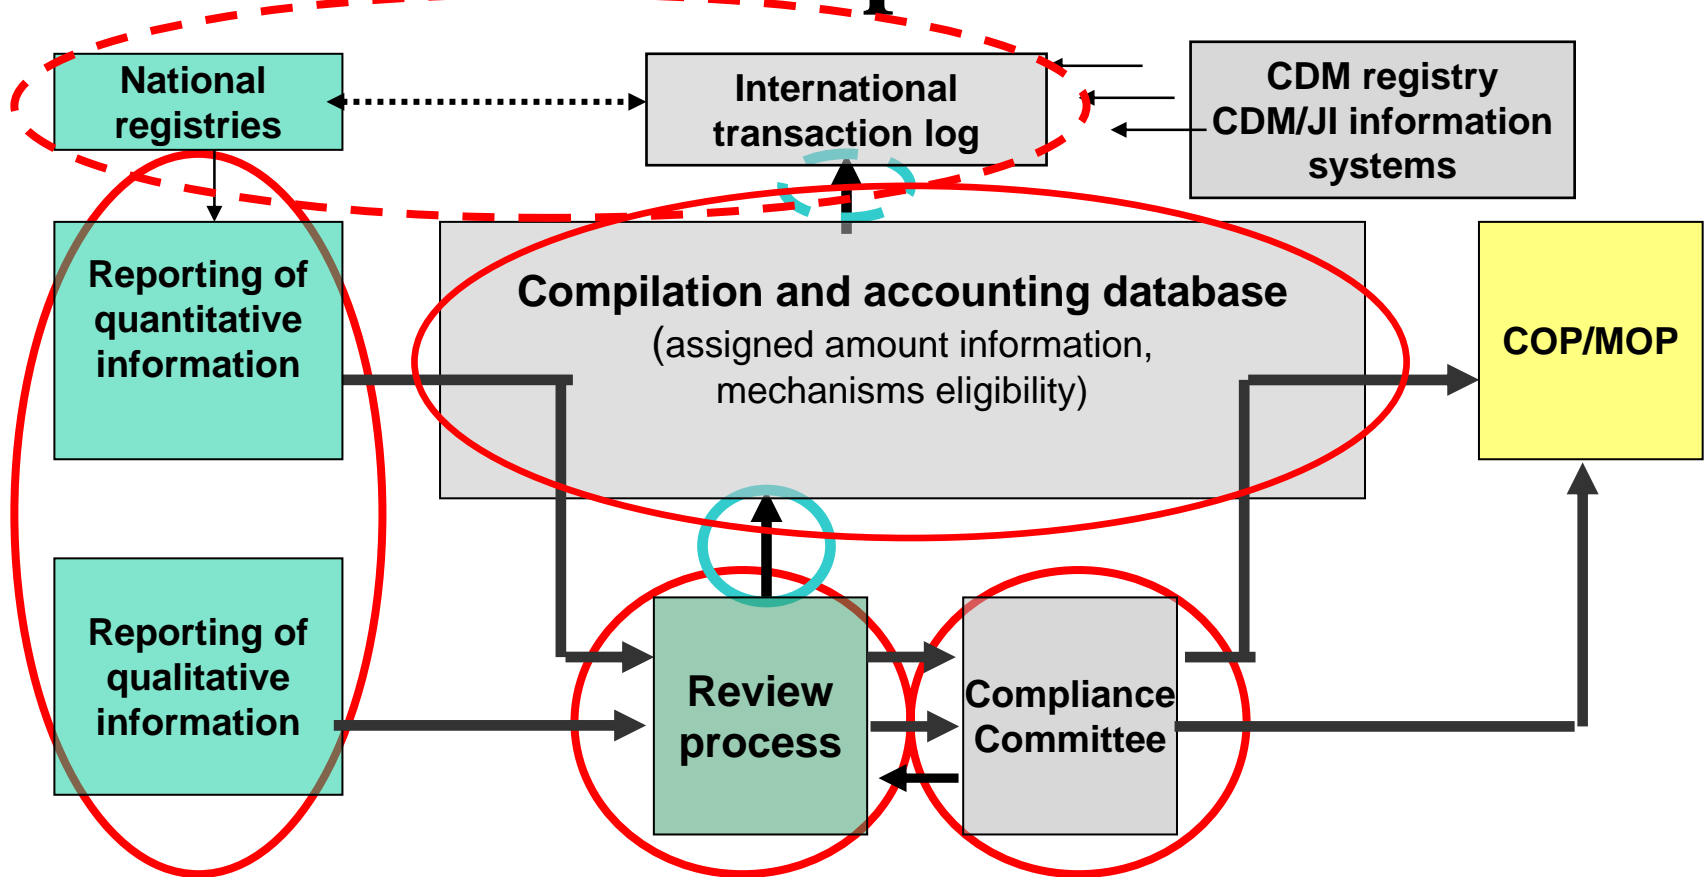 National
registries
International
transaction log
CDM registry
CDM/JI information
systems
Reporting of
quantitative
information
Compilation and accounting database
(assigned amount information,
mechanisms eligibility)
COP/MOP
Reporting of
qualitative
information
Review
process
Compliance
Committee